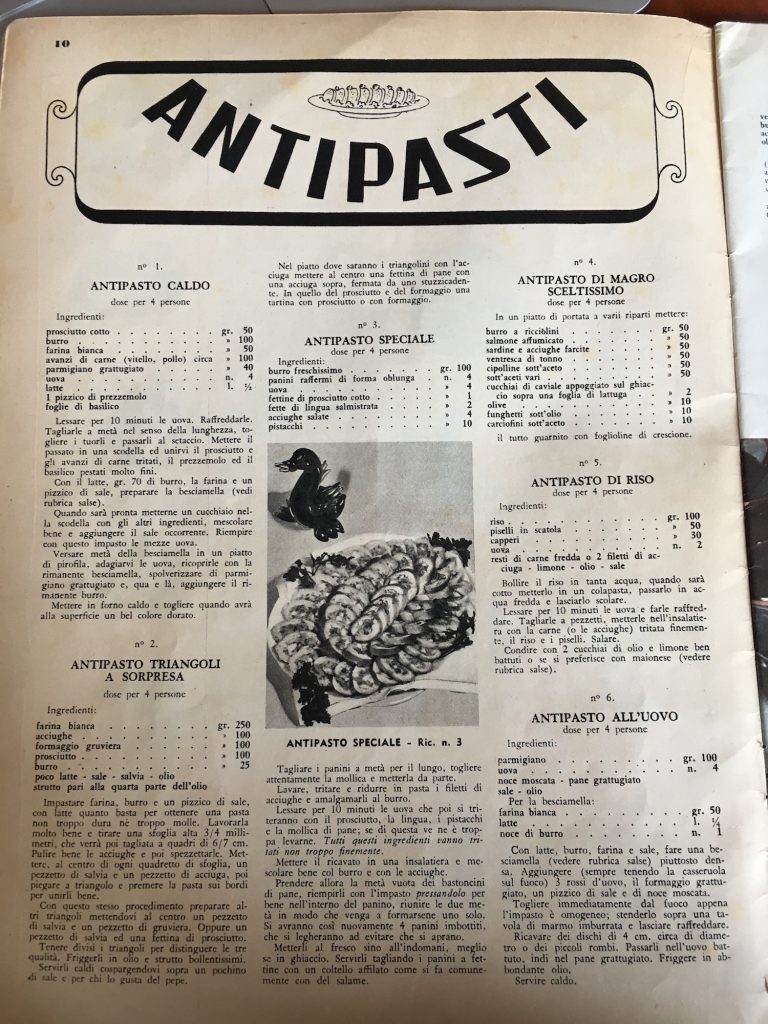 10
ANTIPASTI
nº 1.
ANTIPASTO CALDO
dose per 4 persone
Ingredienti:
prosciutto cotto . . . . . . . . gr. 50
burro . . . . . . . . . . . » 100
farina bianca . . . . . . . . . » 50
avanzi di carne (vitello, pollo) circa » 100
parmigiano grattugiato . . . . . » 40
uova . . . . . . . . . . . n. 4
latte . . . . . . . . . . . l. ½
1 pizzico di prezzemolo
foglie di basilico
Lessare per 10 minuti le uova. Raffreddarle.
Tagliarle a metà nel senso della lunghezza, to-
gliere i tuorli e passarli al setaccio. Mettere il
passato in una scodella ed unirvi il prosciutto e
gli avanzi di carne tritati, il prezzemolo ed il
basilico pestati molto fini.
Con il latte, gr. 70 di burro, la farina e un
pizzico di sale, preparare la besciamella (vedi
rubrica salse).
Quando sarà pronta metterne un cucchiaio nel-
la scodella con gli altri ingredienti, mescolare
bene e aggiungere il sale occorrente. Riempire
con questo impasto le mezze uova.
Versare metà della besciamella in un piatto
di pirofila, adagiarvi le uova, ricoprirle con la
rimanente besciamella, spolverizzare di parmi-
giano grattugiato e, qua e là, aggiungere il ri-
manente burro.
Mettere in forno caldo e togliere quando avrà
alla superficie un bel colore dorato.
nº 2.
ANTIPASTO TRIANGOLI
A SORPRESA
dose per 4 persone
Ingredienti:
farina bianca . . . . . . . . gr. 250
acciughe . . . . . . . . . . » 100
formaggio gruviera . . . . . . » 100
prosciutto . . . . . . . . . . » 100
burro . . . . . . . . . . . » 25
poco latte - sale - salvia - olio
strutto pari alla quarta parte dell'olio
Impastare farina, burro e un pizzico di sale,
con latte quanto basta per ottenere una pasta
non troppo dura nè troppo molle. Lavorarla
molto bene e tirare una sfoglia alta 3/4 milli-
metri, che verrà poi tagliata a quadri di 6/7 cm.
Pulire bene le acciughe e poi spezzettarle. Met-
tere, al centro di ogni quadretto di sfoglia, un
pezzetto di salvia e un pezzetto di acciuga, poi
piegare a triangolo e premere la pasta sui bordi
per unirli bene.
Con questo stesso procedimento preparare al-
tri triangoli mettendovi al centro un pezzetto
di salvia e un pezzetto di gruviera. Oppure un
pezzetto di salvia ed una fettina di prosciutto.
Tenere divisi i triangoli per distinguere le tre
qualità. Friggerli in olio e strutto bollentissimi.
Servirli caldi cospargendovi sopra un pochino
di sale e per chi lo gusta del pepe.
Nel piatto dove saranno i triangolini con l'ac-
ciuga mettere al centro una fettina di pane con
una acciuga sopra, fermata da uno stuzzicaden-
te. In quello del prosciutto e del formaggio una
tartina con prosciutto o con formaggio.
nº 3.
ANTIPASTO SPECIALE
dose per 4 persone
Ingredienti:
burro freschissimo . . . . . . gr. 100
panini raffermi di forma oblunga . n. 4
uova . . . . . . . . . . . » 4
fettine di prosciutto cotto . . . . » 1
fette di lingua salmistrata . . . . » 2
acciughe salate . . . . . . . . » 4
pistacchi . . . . . . . . . . » 10
ANTIPASTO SPECIALE - Ric. n. 3
Tagliare i panini a metà per il lungo, togliere
attentamente la mollica e metterla da parte.
Lavare, tritare e ridurre in pasta i filetti di
acciughe e amalgamarli al burro.
Lessare per 10 minuti le uova che poi si tri-
teranno con il prosciutto, la lingua, i pistacchi
e la mollica di pane; se di questa ve ne è trop-
pa levarne. Tutti questi ingredienti vanno tri-
tati non troppo finemente.
Mettere il ricavato in una insalatiera e me-
scolare bene col burro e con le acciughe.
Prendere allora la metà vuota dei bastoncini
di pane, riempirli con l'impasto pressandolo per
bene nell'interno del panino, riunire le due me-
tà in modo che venga a formarsene uno solo.
Si avranno così nuovamente 4 panini imbotti-
ti, che si legheranno ad evitare che si aprano.
Metterli al fresco sino all'indomani, meglio
se in ghiaccio. Servirli tagliando i panini a fet-
tine con un coltello affilato come si fa comune-
mente con del salame.
nº 4.
ANTIPASTO DI MAGRO
SCELTISSIMO
dose per 4 persone
In un piatto di portata a varii riparti mettere:
burro a ricciolini . . . . . . . gr. 50
salmone affumicato . . . . . . » 50
sardine e acciughe farcite . . . . » 50
ventresca di tonno . . . . . . . » 50
cipolline sott'aceto . . . . . . . » 50
sott'aceti vari . . . . . . . . » 50
cucchiai di caviale appoggiato sul ghiac-
cio sopra una foglia di lattuga . . » 2
olive . . . . . . . . . . . » 10
funghetti sott'olio . . . . . . . » 10
carciofini sott'aceto . . . . . . . » 10
il tutto guarnito con foglioline di crescione.
nº 5.
ANTIPASTO DI RISO
dose per 4 persone
Ingredienti:
riso . . . . . . . . . . . gr. 100
piselli in scatola . . . . . . . » 50
capperi . . . . . . . . . . » 30
uova . . . . . . . . . . . n. 2
resti di carne fredda o 2 filetti di ac-
ciuga - limone - olio - sale
Bollire il riso in tanta acqua, quando sarà
cotto metterlo in un colapasta, passarlo in ac-
qua fredda e lasciarlo scolare.
Lessare per 10 minuti le uova e farle raffred-
dare. Tagliarle a pezzetti, metterle nell'insalatie-
ra con la carne (o le acciughe) tritata finemen-
te, il riso e i piselli. Salare.
Condire con 2 cucchiai di olio e limone ben
battuti o se si preferisce con maionese (vedere
rubrica salse).
nº 6.
ANTIPASTO ALL'UOVO
dose per 4 persone
Ingredienti:
parmigiano . . . . . . . . . gr. 100
uova . . . . . . . . . . . n. 4
noce moscata - pane grattugiato
sale - olio
Per la besciamella:
farina bianca . . . . . . . . gr. 50
latte . . . . . . . . . . . l. ¼
noce di burro . . . . . . . . n. 1
Con latte, burro, farina e sale, fare una be-
sciamella (vedere rubrica salse) piuttosto den-
sa. Aggiungere (sempre tenendo la casseruola
sul fuoco) 3 rossi d'uovo, il formaggio grattu-
giato, un pizzico di sale e di noce moscata.
Togliere immediatamente dal fuoco appena
l'impasto è omogeneo; stenderlo sopra una ta-
vola di marmo imburrata e lasciare raffreddare.
Ricavare dei dischi di 4 cm. circa di diame-
tro o dei piccoli rombi. Passarli nell'uovo bat-
tuto, indi nel pane grattugiato. Friggere in ab-
bondante olio.
Servire caldo.